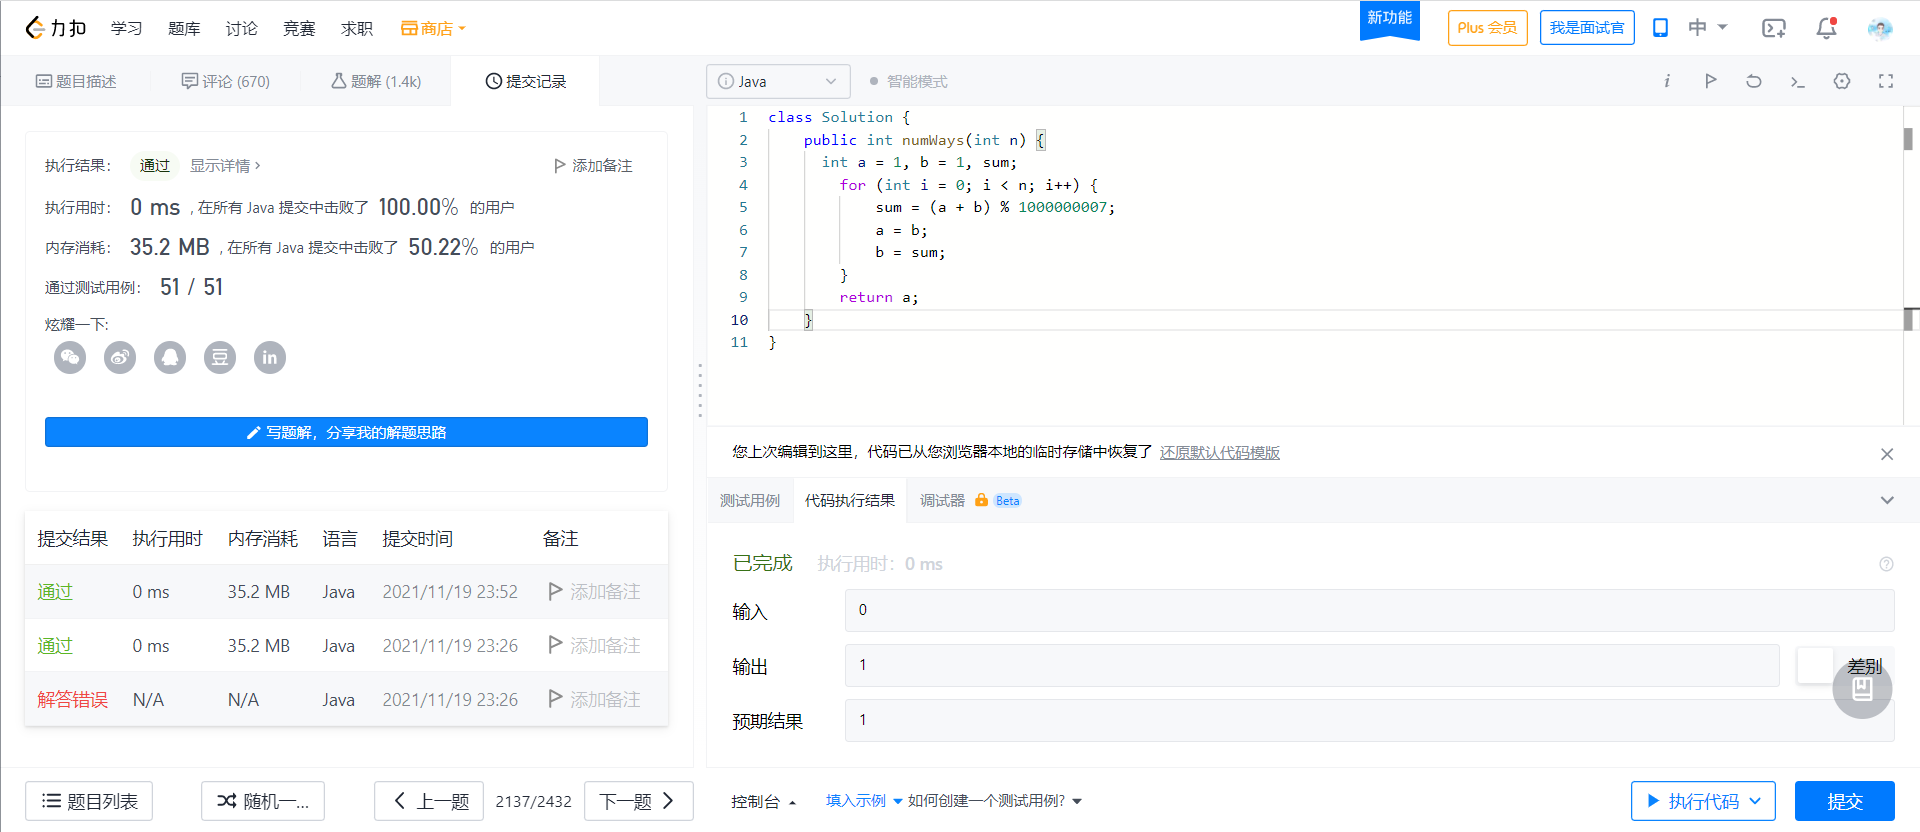 力扣 学习 题库 讨论 竞赛 求职 商店 新功能 Plus 会员 我是面试官 中
题目描述 评论 (670) 题解 (1.4k) 提交记录
执行结果： 通过 显示详情 › 添加备注
执行用时： 0 ms , 在所有 Java 提交中击败了 100.00% 的用户
内存消耗： 35.2 MB , 在所有 Java 提交中击败了 50.22% 的用户
通过测试用例： 51 / 51
炫耀一下:
豆 in
写题解，分享我的解题思路
提交结果 执行用时 内存消耗 语言 提交时间 备注
通过 0 ms 35.2 MB Java 2021/11/19 23:52 添加备注
通过 0 ms 35.2 MB Java 2021/11/19 23:26 添加备注
解答错误 N/A N/A Java 2021/11/19 23:26 添加备注
题目列表 随机一... 上一题 2137/2432 下一题
Java 智能模式
1 class Solution {
2 public int numWays(int n) {
3 int a = 1, b = 1, sum;
4 for (int i = 0; i < n; i++) {
5 sum = (a + b) % 1000000007;
6 a = b;
7 b = sum;
8 }
9 return a;
10 }
11 }
您上次编辑到这里，代码已从您浏览器本地的临时存储中恢复了 还原默认代码模版
测试用例 代码执行结果 调试器 Beta
已完成 执行用时：0 ms
输入 0
输出 1 差别
预期结果 1
控制台 填入示例 如何创建一个测试用例? 执行代码 提交